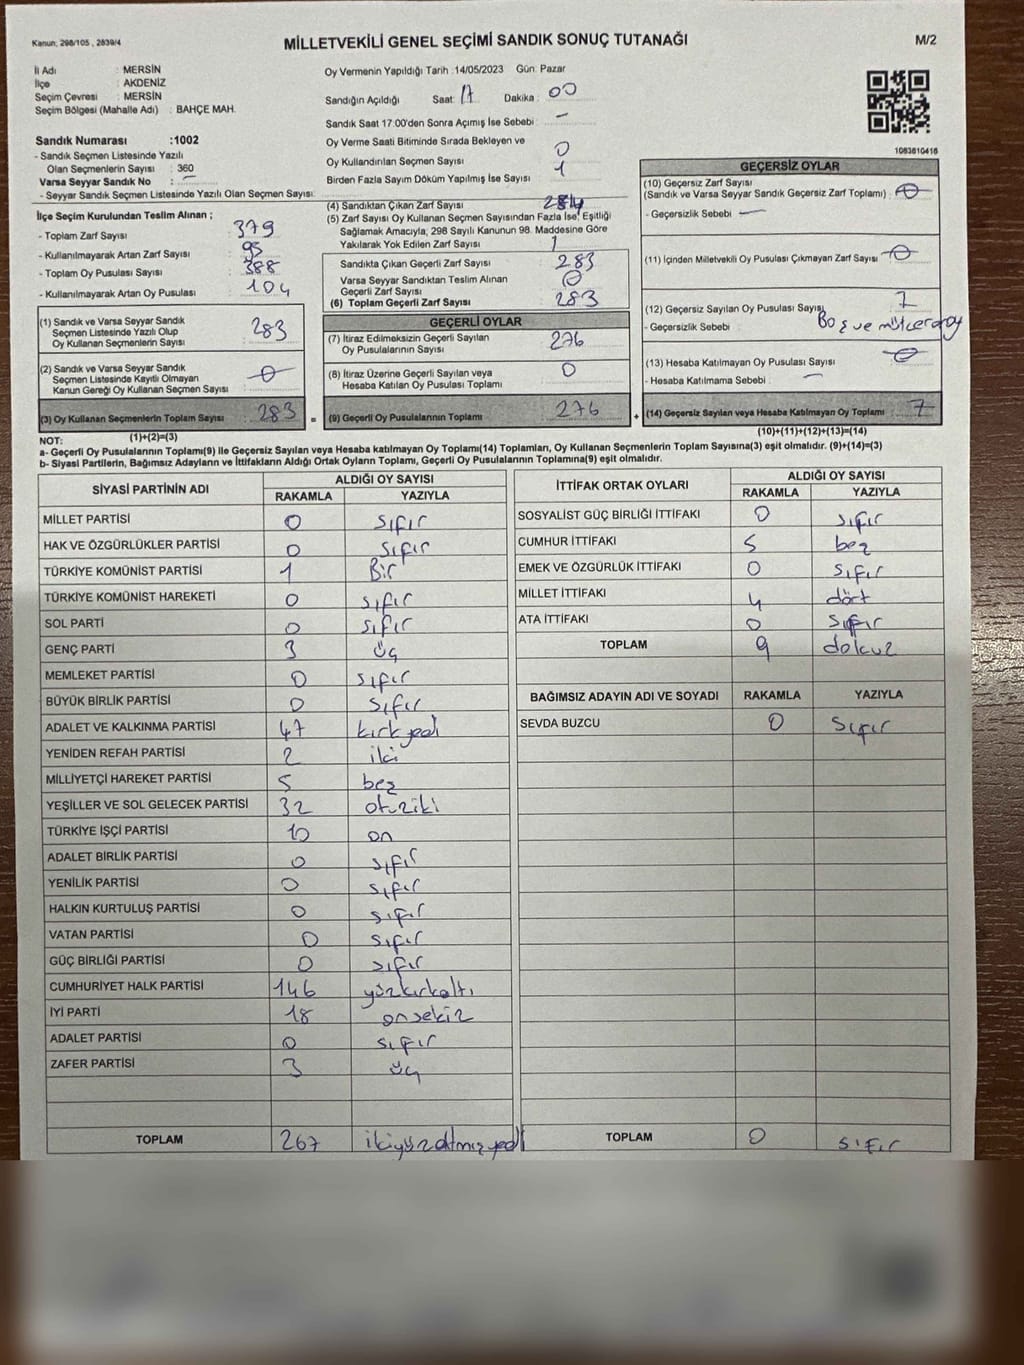 Kanun; 298/105 , 2839/4
MİLLETVEKİLİ GENEL SEÇİMİ SANDIK SONUÇ TUTANAĞI
M/2
İl Adı : MERSİN
İlçe : AKDENİZ
Seçim Çevresi : MERSİN
Seçim Bölgesi (Mahalle Adı) : BAHÇE MAH.
Sandık Numarası :1002
- Sandık Seçmen Listesinde Yazılı
Olan Seçmenlerin Sayısı : 360
Varsa Seyyar Sandık No : —
- Seyyar Sandık Seçmen Listesinde Yazılı Olan Seçmen Sayısı:
Oy Vermenin Yapıldığı Tarih :14/05/2023 Gün: Pazar
Sandığın Açıldığı Saat: 17 Dakika : 00
Sandık Saat 17:00'den Sonra Açımış İse Sebebi : —
Oy Verme Saati Bitiminde Sırada Bekleyen ve
Oy Kullandırılan Seçmen Sayısı 0
Birden Fazla Sayım Döküm Yapılmış İse Sayısı 1
1083810416
İlçe Seçim Kurulundan Teslim Alınan ;
- Toplam Zarf Sayısı 379
- Kullanılmayarak Artan Zarf Sayısı 95
- Toplam Oy Pusulası Sayısı 388
- Kullanılmayarak Artan Oy Pusulası 104
(1) Sandık ve Varsa Seyyar Sandık
Seçmen Listesinde Yazılı Olup
Oy Kullanan Seçmenlerin Sayısı 283
(2) Sandık ve Varsa Seyyar Sandık
Seçmen Listesinde Kayıtlı Olmayan
Kanun Gereği Oy Kullanan Seçmen Sayısı 0
(3) Oy Kullanan Seçmenlerin Toplam Sayısı 283
(1)+(2)=(3)
(4) Sandıktan Çıkan Zarf Sayısı 284
(5) Zarf Sayısı Oy Kullanan Seçmen Sayısından Fazla İse, Eşitliği
Sağlamak Amacıyla, 298 Sayılı Kanunun 98. Maddesine Göre
Yakılarak Yok Edilen Zarf Sayısı 1
Sandıkta Çıkan Geçerli Zarf Sayısı 283
Varsa Seyyar Sandıktan Teslim Alınan
Geçerli Zarf Sayısı 0
(6) Toplam Geçerli Zarf Sayısı 283
GEÇERLİ OYLAR
(7) İtiraz Edilmeksizin Geçerli Sayılan
Oy Pusulalarının Sayısı 276
(8) İtiraz Üzerine Geçerli Sayılan veya
Hesaba Katılan Oy Pusulası Toplamı 0
= (9) Geçerli Oy Pusulalarının Toplamı 276
GEÇERSİZ OYLAR
(10) Geçersiz Zarf Sayısı
(Sandık ve Varsa Seyyar Sandık Geçersiz Zarf Toplamı) : 0
- Geçersizlik Sebebi —
(11) İçinden Milletvekili Oy Pusulası Çıkmayan Zarf Sayısı 0
(12) Geçersiz Sayılan Oy Pusulası Sayısı 7
- Geçersizlik Sebebi : Boş ve
(13) Hesaba Katılmayan Oy Pusulası Sayısı 0
- Hesaba Katılmama Sebebi : —
+ (14) Geçersiz Sayılan veya Hesaba Katılmayan Oy Toplamı 7
(10)+(11)+(12)+(13)=(14)
NOT:
a- Geçerli Oy Pusulalarının Toplamı(9) ile Geçersiz Sayılan veya Hesaba katılmayan Oy Toplamı(14) Toplamları, Oy Kullanan Seçmenlerin Toplam Sayısına(3) eşit olmalıdır. (9)+(14)=(3)
b- Siyasi Partilerin, Bağımsız Adayların ve İttifakların Aldığı Ortak Oyların Toplamı, Geçerli Oy Pusulalarının Toplamına(9) eşit olmalıdır.
SİYASİ PARTİNİN ADI ALDIĞI OY SAYISI
RAKAMLA YAZIYLA
MİLLET PARTİSİ 0 sıfır
HAK VE ÖZGÜRLÜKLER PARTİSİ 0 sıfır
TÜRKİYE KOMÜNİST PARTİSİ 1 Bir
TÜRKİYE KOMÜNİST HAREKETİ 0 sıfır
SOL PARTİ 0 sıfır
GENÇ PARTİ 3 üç
MEMLEKET PARTİSİ 0 sıfır
BÜYÜK BİRLİK PARTİSİ 0 sıfır
ADALET VE KALKINMA PARTİSİ 47 kırkyedi
YENİDEN REFAH PARTİSİ 2 iki
MİLLİYETÇİ HAREKET PARTİSİ 5 beş
YEŞİLLER VE SOL GELECEK PARTİSİ 32 otuziki
TÜRKİYE İŞÇİ PARTİSİ 10 on
ADALET BİRLİK PARTİSİ 0 sıfır
YENİLİK PARTİSİ 0 sıfır
HALKIN KURTULUŞ PARTİSİ 0 sıfır
VATAN PARTİSİ 0 sıfır
GÜÇ BİRLİĞİ PARTİSİ 0 sıfır
CUMHURİYET HALK PARTİSİ 146 yüzkırkaltı
İYİ PARTİ 18 onsekiz
ADALET PARTİSİ 0 sıfır
ZAFER PARTİSİ 3 üç
TOPLAM 267 ikiyüzaltmışyedi
İTTİFAK ORTAK OYLARI ALDIĞI OY SAYISI
RAKAMLA YAZIYLA
SOSYALİST GÜÇ BİRLİĞİ İTTİFAKI 0 sıfır
CUMHUR İTTİFAKI 5 beş
EMEK VE ÖZGÜRLÜK İTTİFAKI 0 sıfır
MİLLET İTTİFAKI 4 dört
ATA İTTİFAKI 0 sıfır
TOPLAM 9 dokuz
BAĞIMSIZ ADAYIN ADI VE SOYADI RAKAMLA YAZIYLA
SEVDA BUZCU 0 sıfır
TOPLAM 0 sıfır